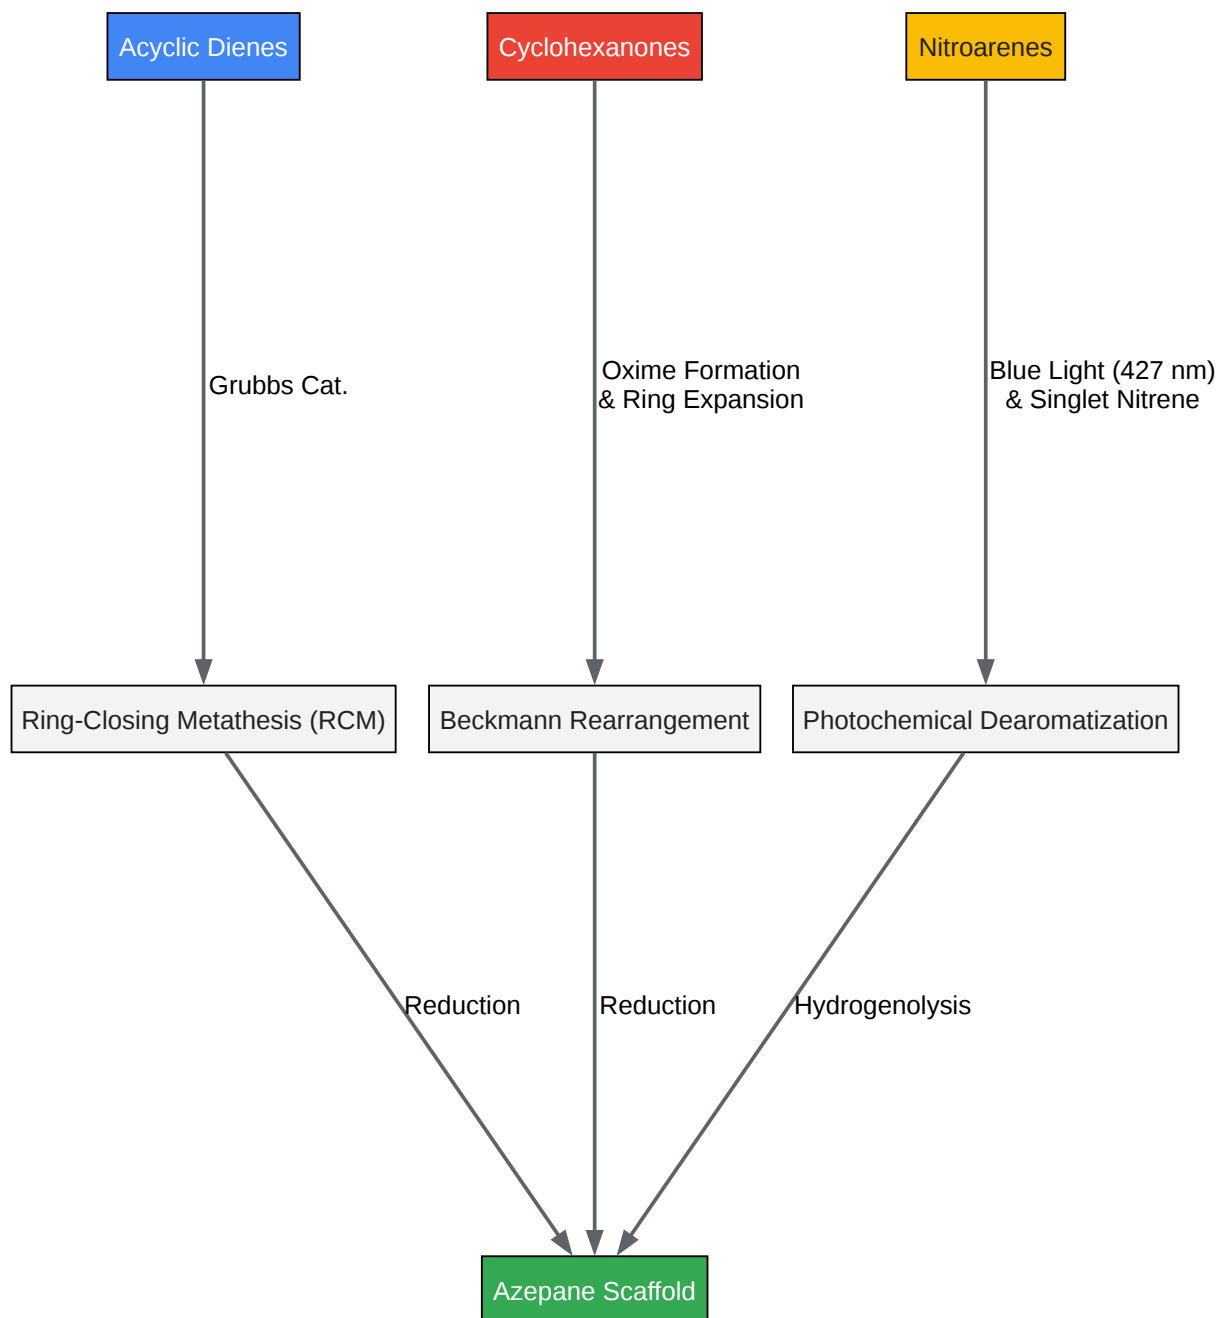 Acyclic Dienes
Cyclohexanones
Nitroarenes
Grubbs Cat.
Oxime Formation
& Ring Expansion
Blue Light (427 nm)
& Singlet Nitrene
Ring-Closing Metathesis (RCM)
Beckmann Rearrangement
Photochemical Dearomatization
Reduction
Reduction
Hydrogenolysis
Azepane Scaffold